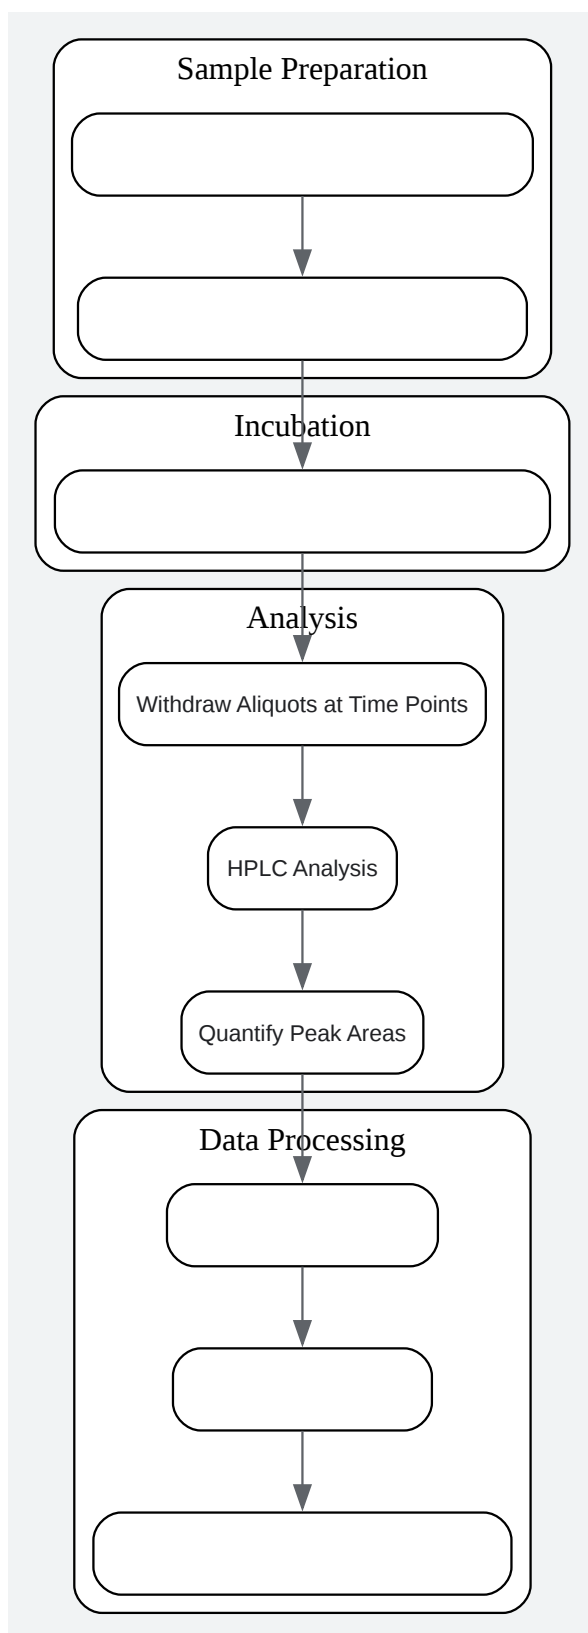 Sample Preparation
Incubation
Analysis
Withdraw Aliquots at Time Points
HPLC Analysis
Quantify Peak Areas
Data Processing